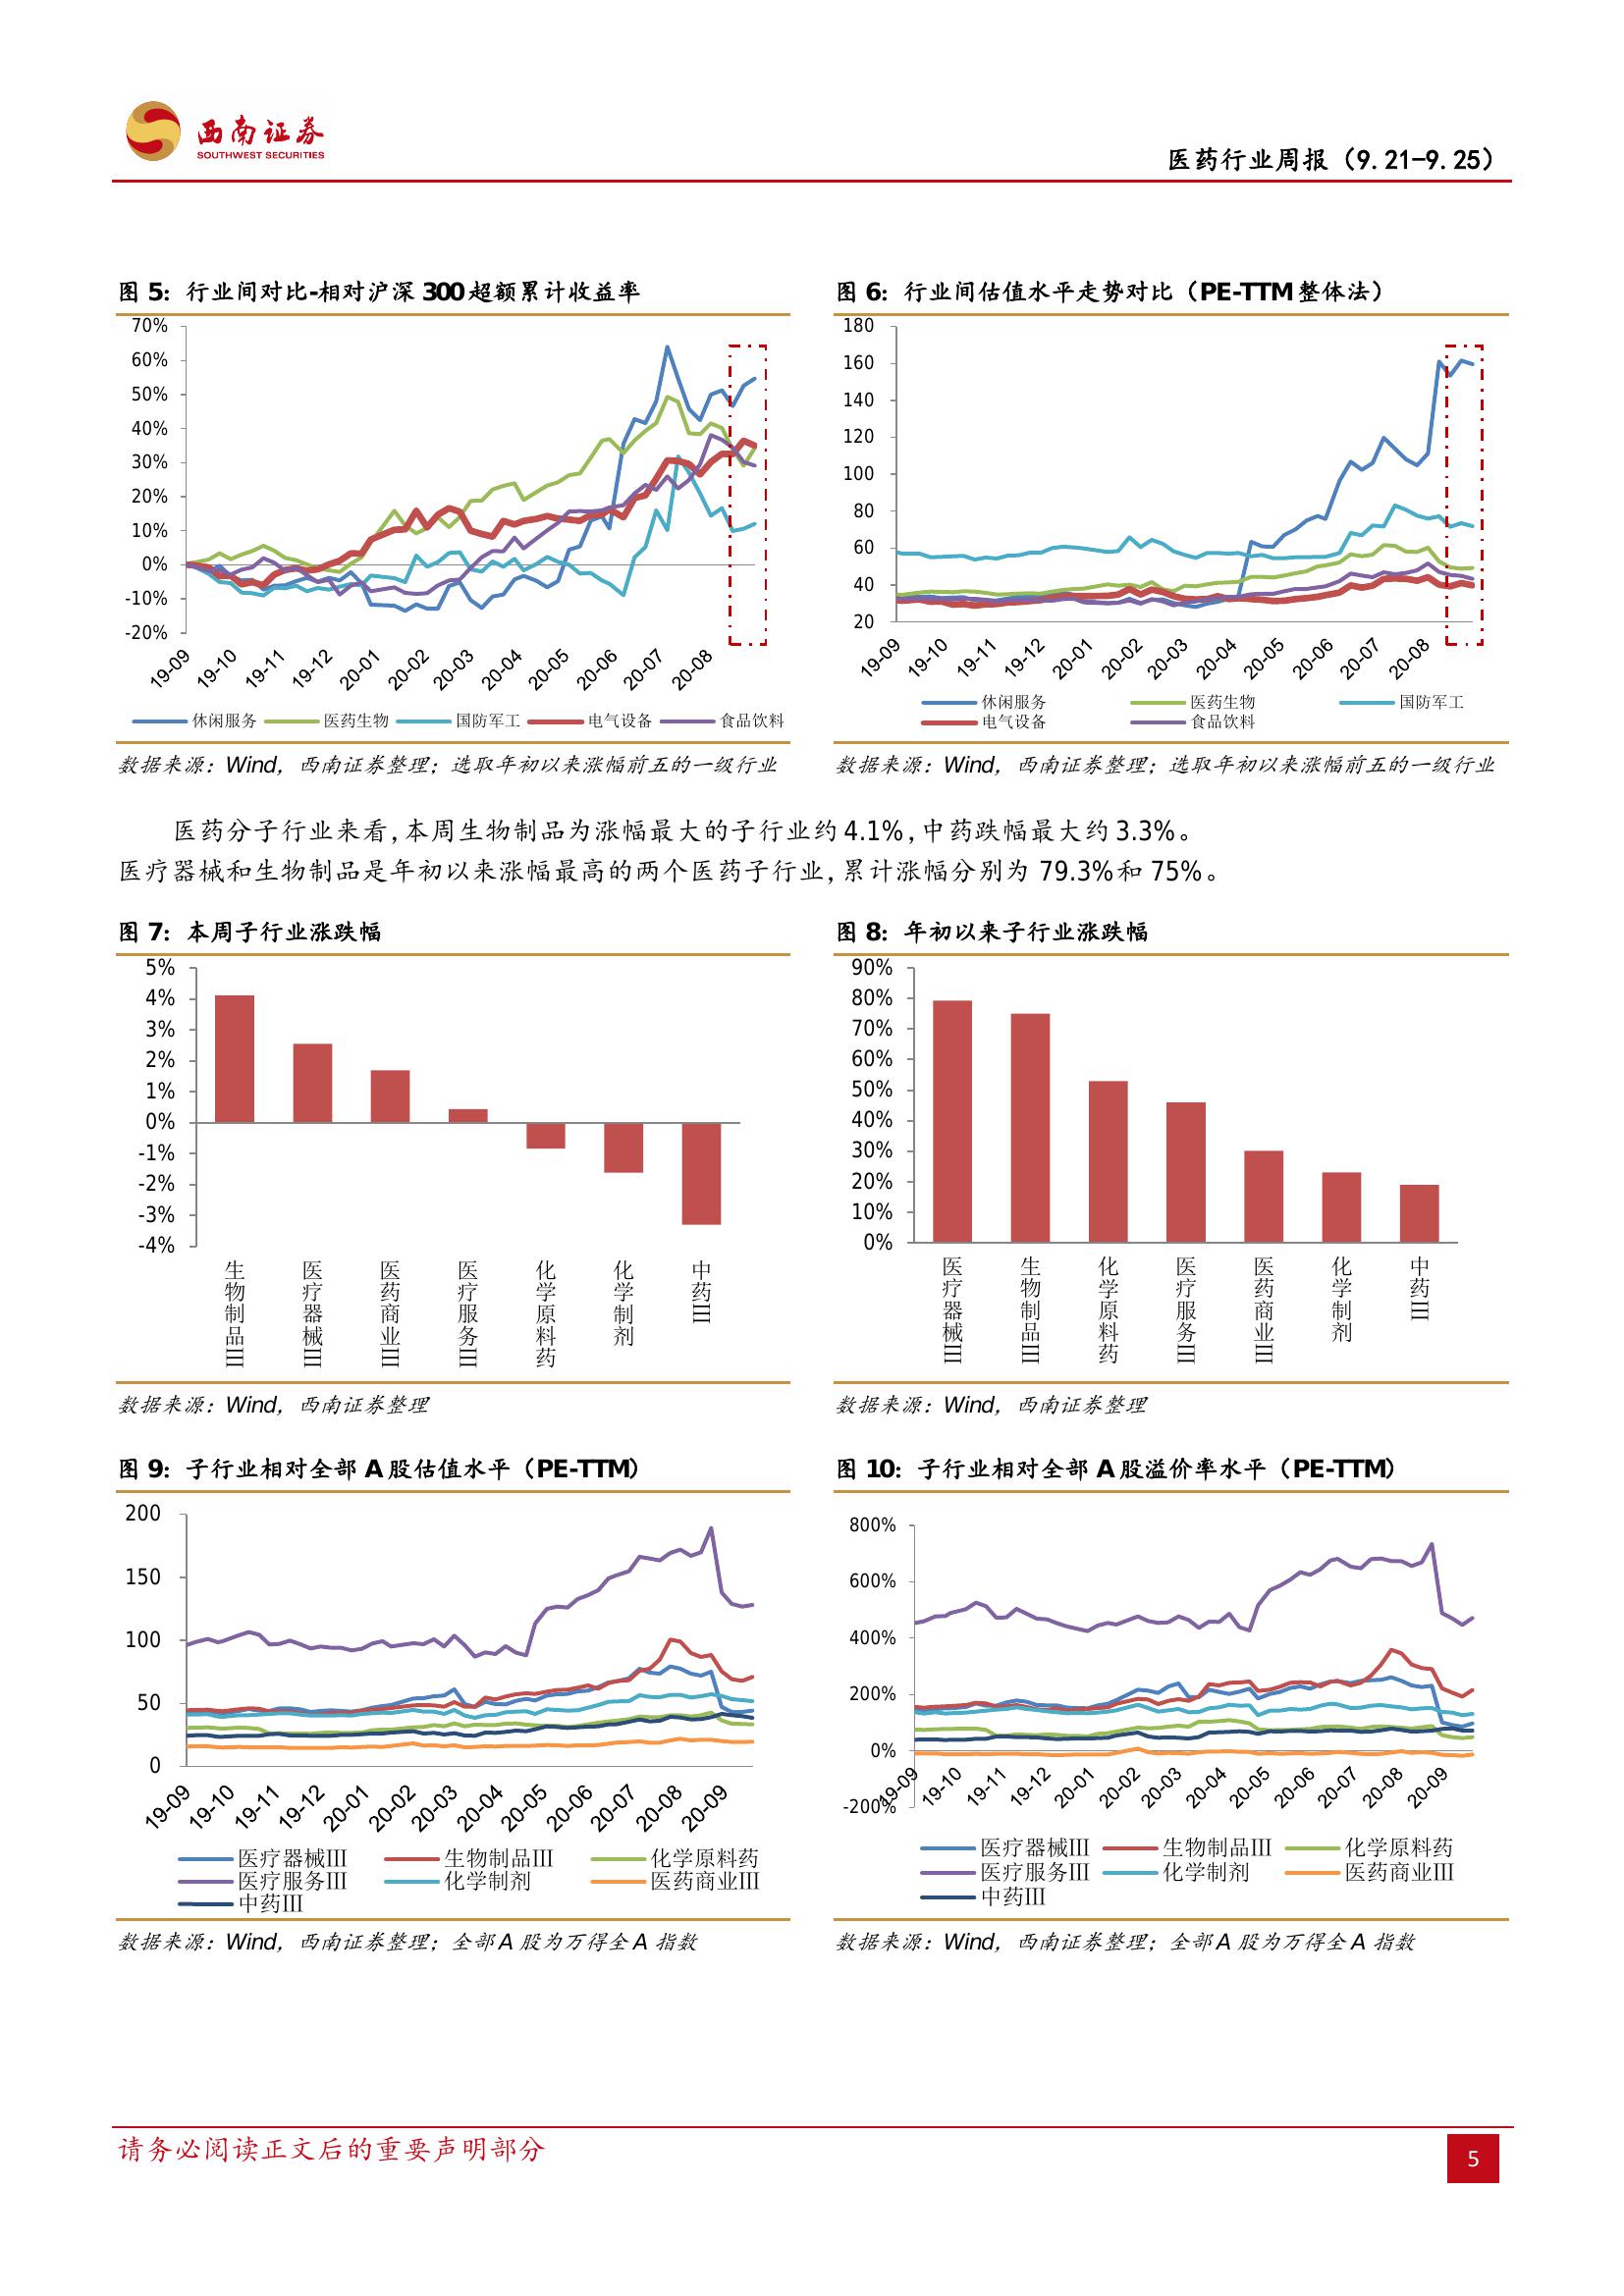 西南证券
SOUTHWEST SECURITIES
医药行业周报（9.21-9.25）
图 5：行业间对比-相对沪深 300 超额累计收益率
70%
60%
50%
40%
30%
20%
10%
0%
-10%
-20%
19-09 19-10 19-11 19-12 20-01 20-02 20-03 20-04 20-05 20-06 20-07 20-08
休闲服务 医药生物 国防军工 电气设备 食品饮料
数据来源：Wind，西南证券整理；选取年初以来涨幅前五的一级行业
图 6：行业间估值水平走势对比（PE-TTM 整体法）
180
160
140
120
100
80
60
40
20
19-09 19-10 19-11 19-12 20-01 20-02 20-03 20-04 20-05 20-06 20-07 20-08
休闲服务 医药生物 国防军工
电气设备 食品饮料
数据来源：Wind，西南证券整理；选取年初以来涨幅前五的一级行业
医药分子行业来看，本周生物制品为涨幅最大的子行业约 4.1%，中药跌幅最大约 3.3%。
医疗器械和生物制品是年初以来涨幅最高的两个医药子行业，累计涨幅分别为 79.3%和 75%。
图 7：本周子行业涨跌幅
5%
4%
3%
2%
1%
0%
-1%
-2%
-3%
-4%
生物制品III 医疗器械III 医药商业III 医疗服务III 化学原料药 化学制剂 中药III
数据来源：Wind，西南证券整理
图 8：年初以来子行业涨跌幅
90%
80%
70%
60%
50%
40%
30%
20%
10%
0%
医疗器械III 生物制品III 化学原料药 医疗服务III 医药商业III 化学制剂 中药III
数据来源：Wind，西南证券整理
图 9：子行业相对全部 A 股估值水平（PE-TTM）
200
150
100
50
0
19-09 19-10 19-11 19-12 20-01 20-02 20-03 20-04 20-05 20-06 20-07 20-08 20-09
医疗器械III 生物制品III 化学原料药
医疗服务III 化学制剂 医药商业III
中药III
数据来源：Wind，西南证券整理；全部 A 股为万得全 A 指数
图 10：子行业相对全部 A 股溢价率水平（PE-TTM）
800%
600%
400%
200%
0%
-200%
19-09 19-10 19-11 19-12 20-01 20-02 20-03 20-04 20-05 20-06 20-07 20-08 20-09
医疗器械III 生物制品III 化学原料药
医疗服务III 化学制剂 医药商业III
中药III
数据来源：Wind，西南证券整理；全部 A 股为万得全 A 指数
请务必阅读正文后的重要声明部分
5